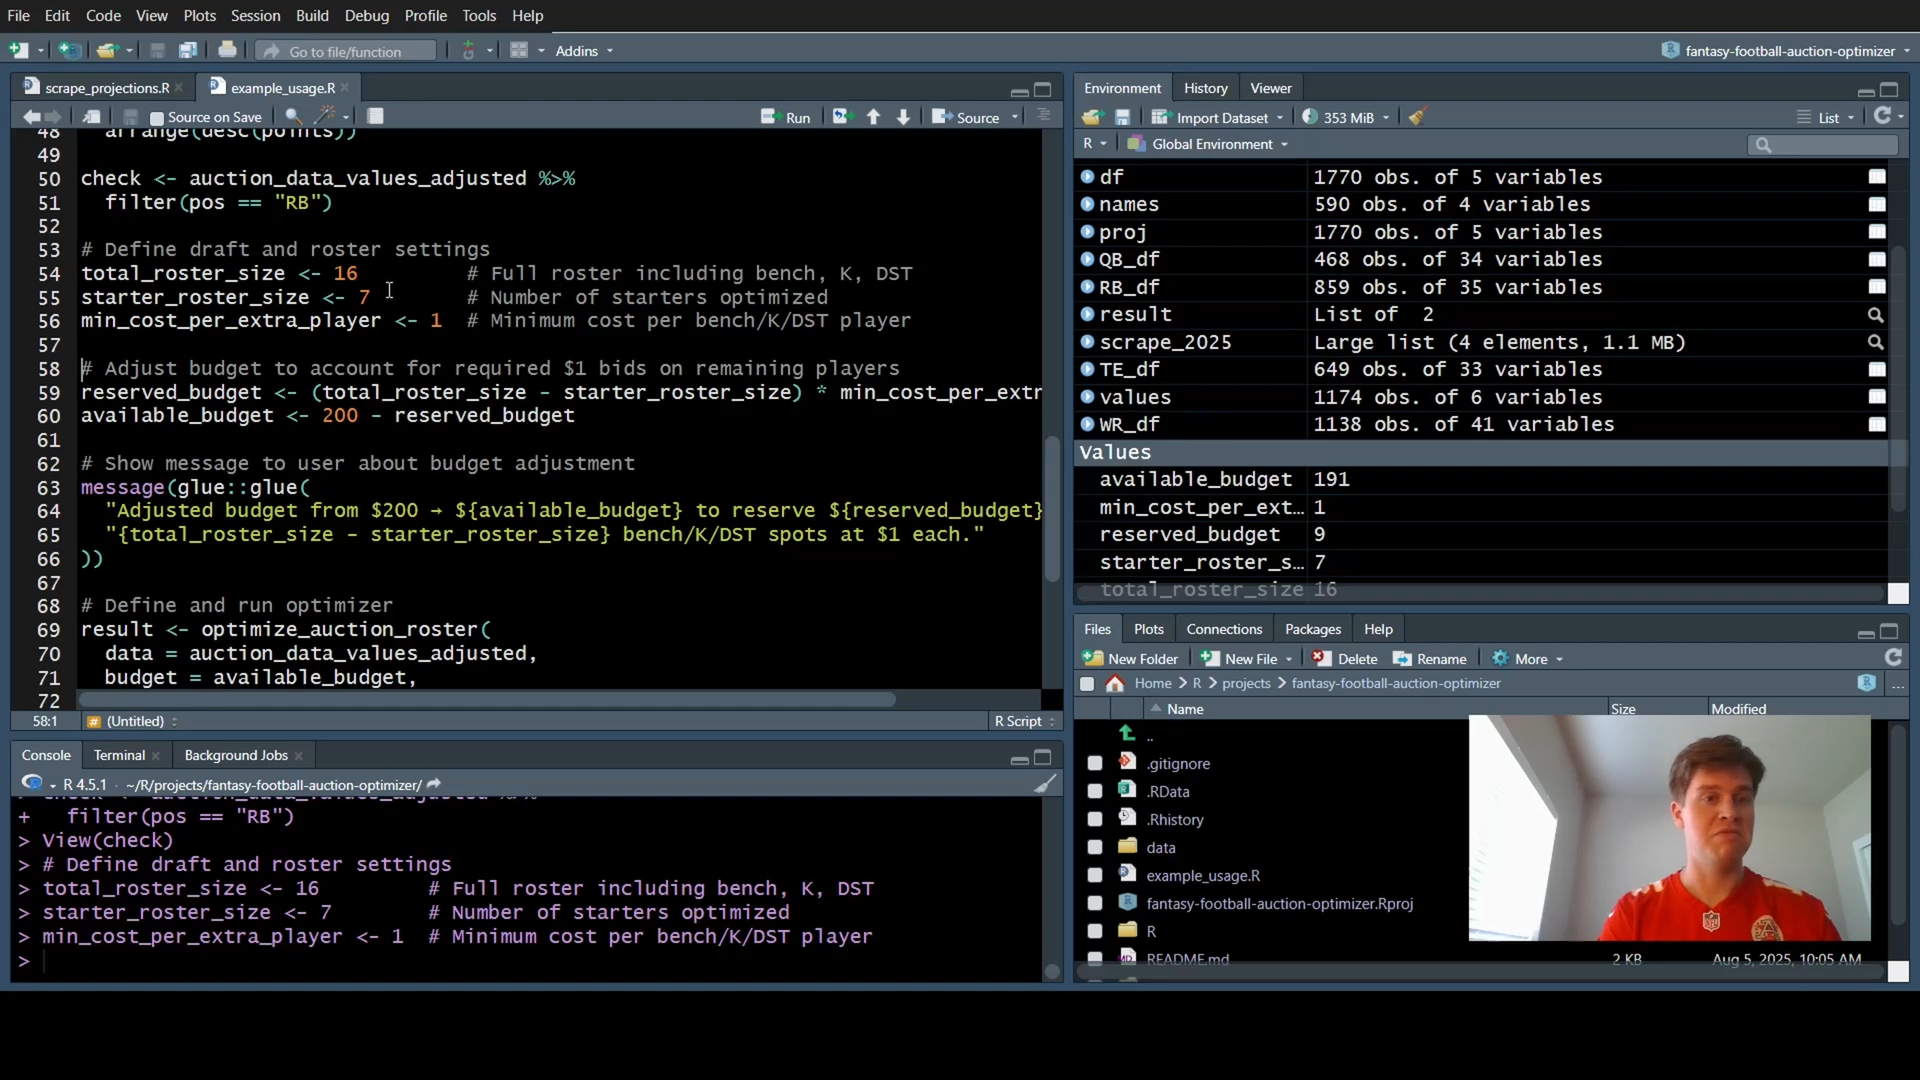 File Edit Code View Plots Session Build Debug Profile Tools Help
Go to file/function
Addins
fantasy-football-auction-optimizer
scrape_projections.R
example_usage.R
Source on Save
Run
Source
48 arrange(desc(points))
49
50 check <- auction_data_values_adjusted %>%
51 filter(pos == "RB")
52
53 # Define draft and roster settings
54 total_roster_size <- 16 # Full roster including bench, K, DST
55 starter_roster_size <- 7 # Number of starters optimized
56 min_cost_per_extra_player <- 1 # Minimum cost per bench/K/DST player
57
58 # Adjust budget to account for required $1 bids on remaining players
59 reserved_budget <- (total_roster_size - starter_roster_size) * min_cost_per_extr
60 available_budget <- 200 - reserved_budget
61
62 # Show message to user about budget adjustment
63 message(glue::glue(
64 "Adjusted budget from $200 → ${available_budget} to reserve ${reserved_budget}
65 "{total_roster_size - starter_roster_size} bench/K/DST spots at $1 each."
66 ))
67
68 # Define and run optimizer
69 result <- optimize_auction_roster(
70 data = auction_data_values_adjusted,
71 budget = available_budget,
72
58:1 (Untitled) R Script
Console Terminal Background Jobs
R 4.5.1 · ~/R/projects/fantasy-football-auction-optimizer/
+ filter(pos == "RB")
> View(check)
> # Define draft and roster settings
> total_roster_size <- 16 # Full roster including bench, K, DST
> starter_roster_size <- 7 # Number of starters optimized
> min_cost_per_extra_player <- 1 # Minimum cost per bench/K/DST player
>
Environment History Viewer
Import Dataset 353 MiB List
R Global Environment
df 1770 obs. of 5 variables
names 590 obs. of 4 variables
proj 1770 obs. of 5 variables
QB_df 468 obs. of 34 variables
RB_df 859 obs. of 35 variables
result List of 2
scrape_2025 Large list (4 elements, 1.1 MB)
TE_df 649 obs. of 33 variables
values 1174 obs. of 6 variables
WR_df 1138 obs. of 41 variables
Values
available_budget 191
min_cost_per_ext… 1
reserved_budget 9
starter_roster_s… 7
total_roster_size 16
Files Plots Connections Packages Help
New Folder New File Delete Rename More
Home > R > projects > fantasy-football-auction-optimizer
Name Size Modified
..
.gitignore
.RData
.Rhistory
data
example_usage.R
fantasy-football-auction-optimizer.Rproj
R
README.md 2 KB Aug 5, 2025, 10:05 AM